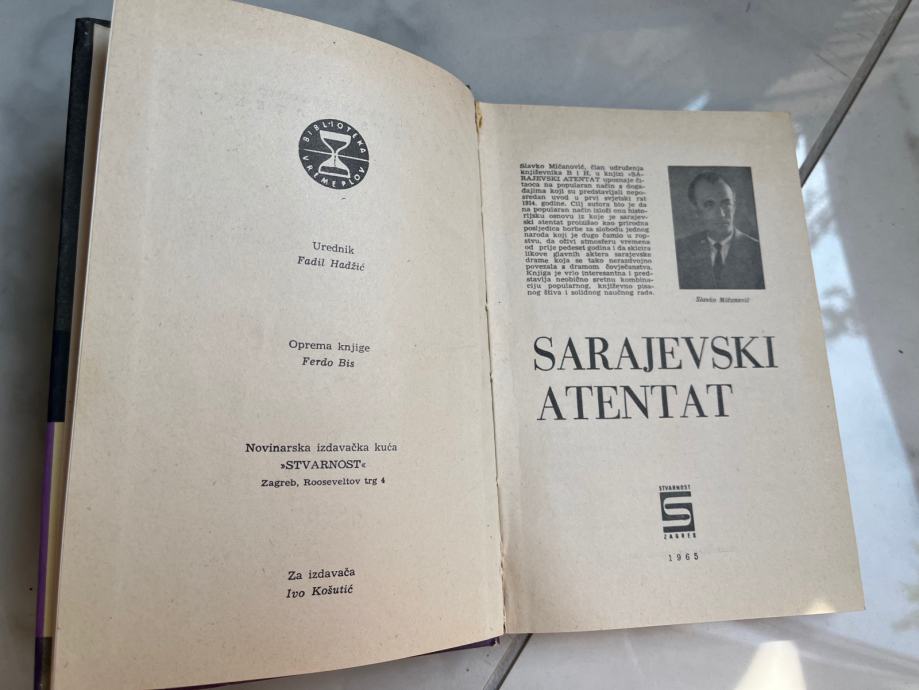 BIBLIOTEKA
VREMEPLOV
Urednik
Fadil Hadžić
Oprema knjige
Ferdo Bis
Novinarska izdavačka kuća
»STVARNOST«
Zagreb, Rooseveltov trg 4
Za izdavača
Ivo Košutić
Slavko Mičanović, član udruženja
književnika B i H, u knjizi »SA-
RAJEVSKI ATENTAT upoznaje či-
taoca na popularan način s doga-
đajima koji su predstavljali nepo-
sredan uvod u prvi svjetski rat
1914. godine. Cilj autora bio je da
na popularan način izloži onu histo-
rijsku osnovu iz koje je sarajev-
ski atentat proizišao kao prirodna
posljedica borbe za slobodu jednog
naroda koji je dugo čamio u rop-
stvu, da oživi atmosferu vremena
od prije pedeset godina i da skicira
likove glavnih aktera sarajevske
drame koja se tako nerazdvojno
povezala s dramom čovječanstva.
Knjiga je vrlo interesantna i pred-
stavlja neobično sretnu kombina-
ciju popularnog, književno pisa-
nog štiva i solidnog naučnog rada.
Slavko Mičanović
SARAJEVSKI
ATENTAT
STVARNOST
S
ZAGREB
1965